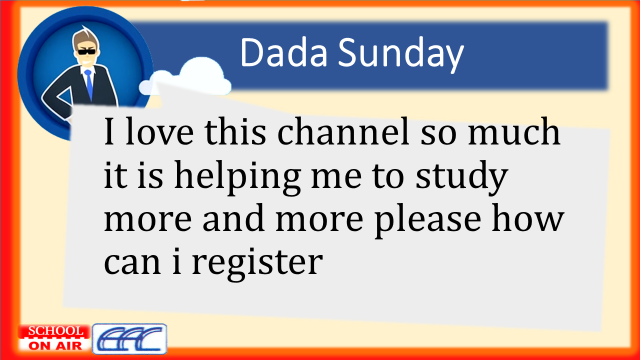 Dada Sunday
I love this channel so much
it is helping me to study
more and more please how
can i register
SCHOOL
ON AIR